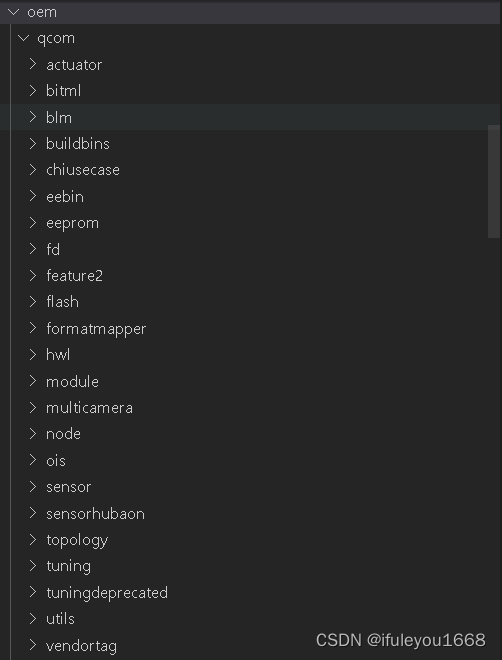 oem
qcom
actuator
bitml
blm
buildbins
chiusecase
eebin
eeprom
fd
feature2
flash
formatmapper
hwl
module
multicamera
node
ois
sensor
sensorhubaon
topology
tuning
tuningdeprecated
utils
vendortag
CSDN @ifuleyou1668